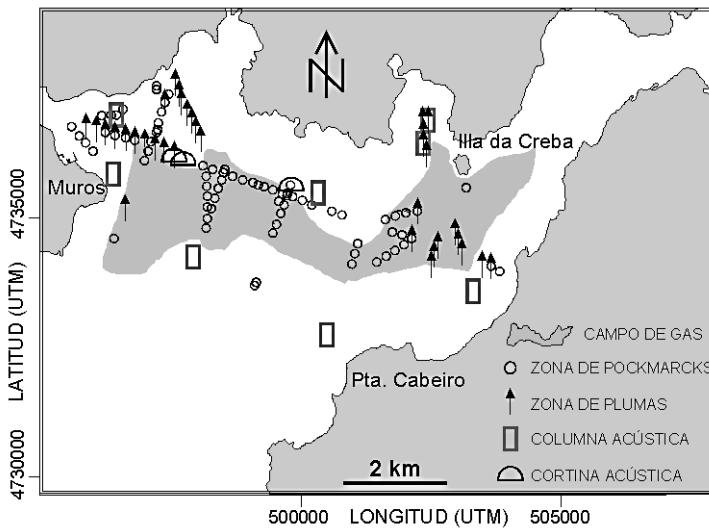 N
Illa da Creba
Muros
4735000
LATITUD (UTM)
CAMPO DE GAS
ZONA DE POCKMARCKS
Pta. Cabeiro
ZONA DE PLUMAS
COLUMNA ACÚSTICA
2 km
CORTINA ACÚSTICA
4730000
500000
LONGITUD (UTM)
505000